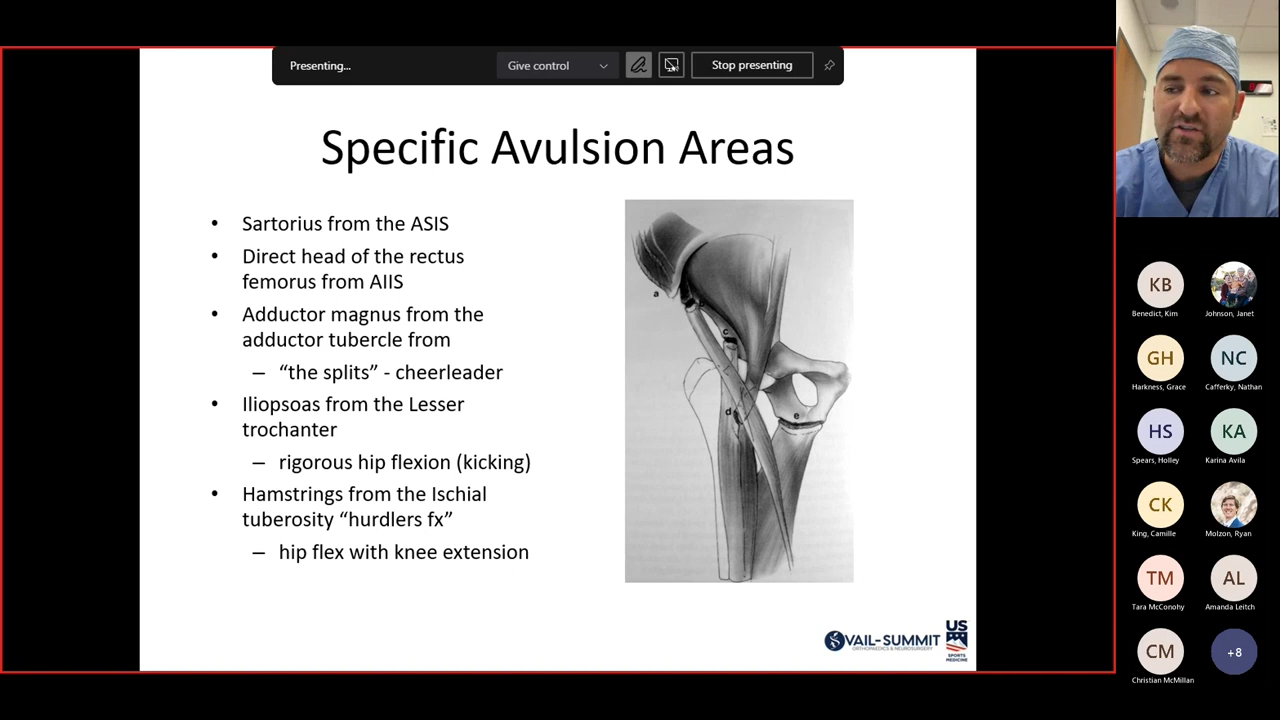 Presenting...
Give control
Stop presenting
Specific Avulsion Areas
• Sartorius from the ASIS
• Direct head of the rectus
femorus from AIIS
• Adductor magnus from the
adductor tubercle from
– “the splits” - cheerleader
• Iliopsoas from the Lesser
trochanter
– rigorous hip flexion (kicking)
• Hamstrings from the Ischial
tuberosity “hurdlers fx”
– hip flex with knee extension
a
c
d
e
VAIL-SUMMIT
ORTHOPAEDICS & NEUROSURGERY
US
SPORTS
MEDICINE
KB
Benedict, Kim
Johnson, Janet
GH
Harkness, Grace
NC
Cafferky, Nathan
HS
Spears, Holley
KA
Karina Avila
CK
King, Camille
Molzon, Ryan
TM
Tara McConohy
AL
Amanda Leitch
CM
Christian McMillan
+8